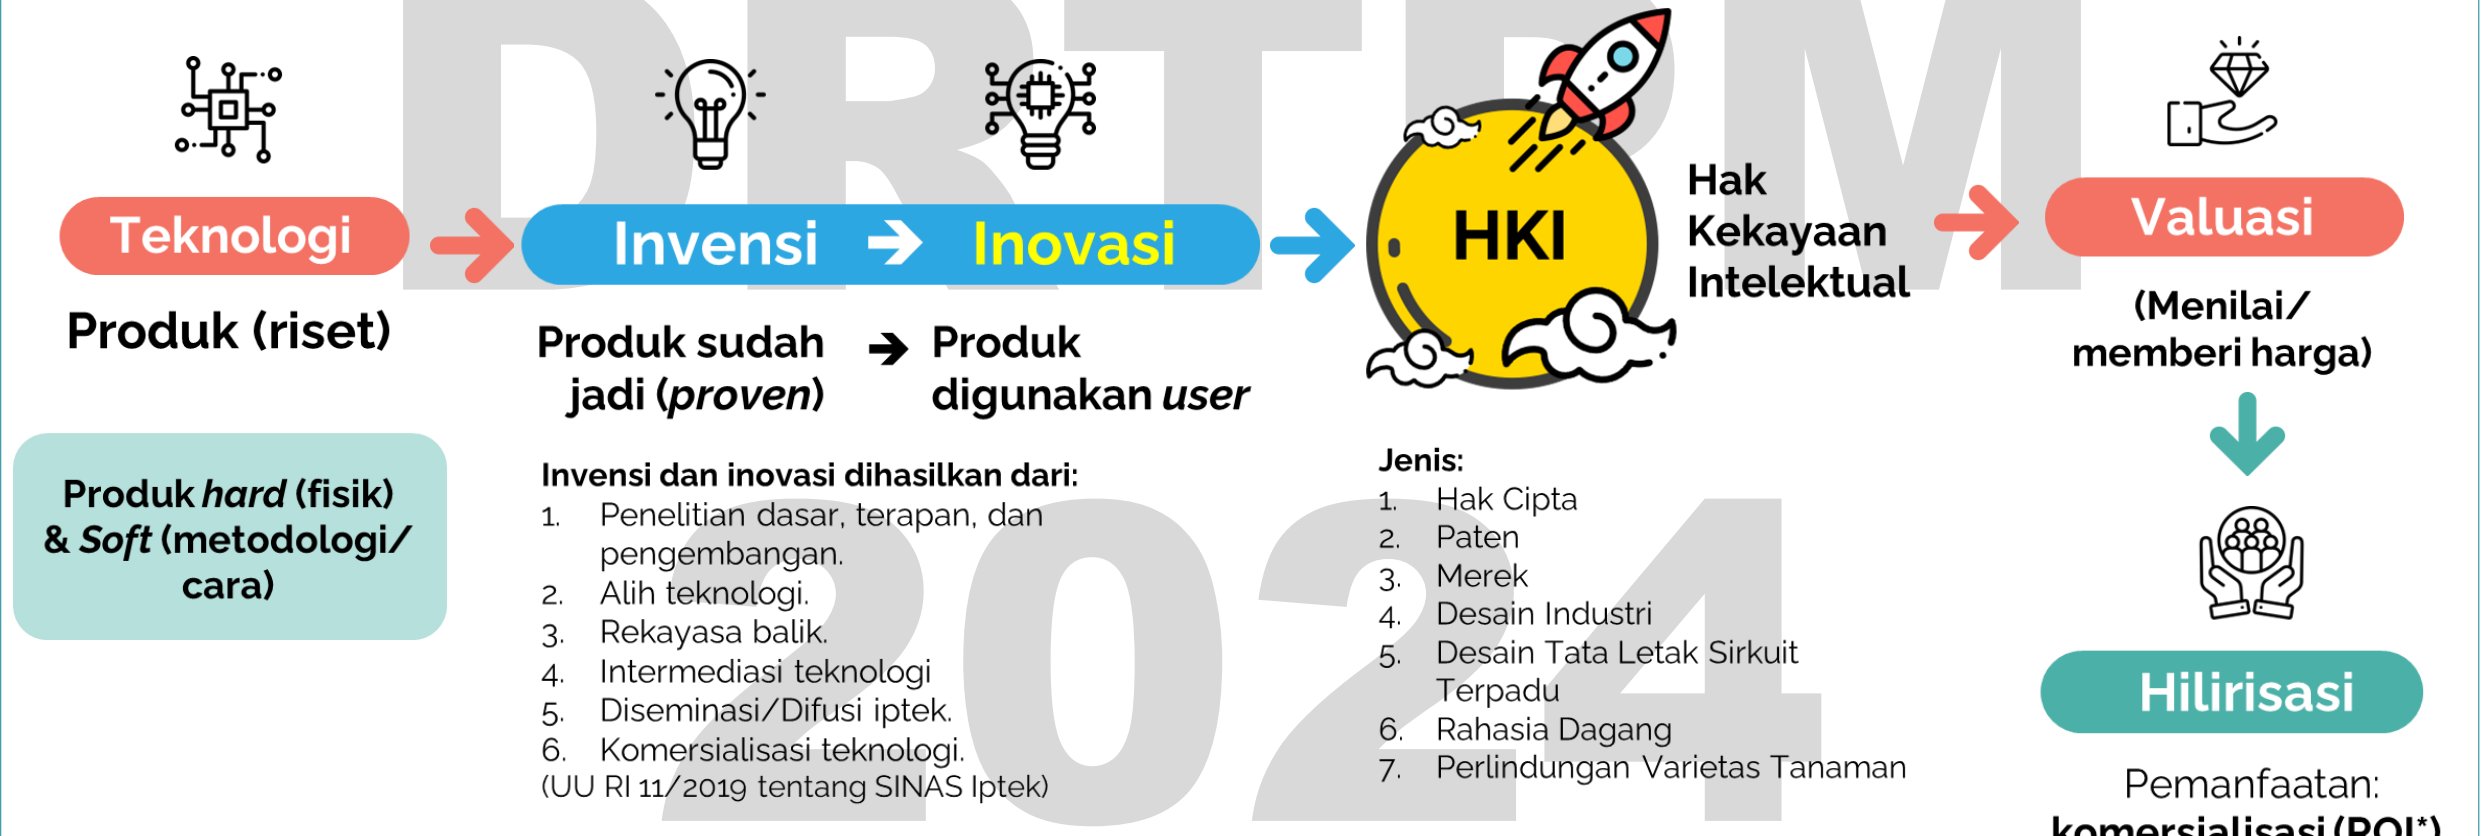 DRTPM
2024
Teknologi
Produk (riset)
Produk hard (fisik)
& Soft (metodologi/
cara)
Invensi → Inovasi
Produk sudah
jadi (proven)
→ Produk
digunakan user
Invensi dan inovasi dihasilkan dari:
1. Penelitian dasar, terapan, dan
pengembangan.
2. Alih teknologi.
3. Rekayasa balik.
4. Intermediasi teknologi
5. Diseminasi/Difusi iptek.
6. Komersialisasi teknologi.
(UU RI 11/2019 tentang SINAS Iptek)
HKI
Hak
Kekayaan
Intelektual
Jenis:
1. Hak Cipta
2. Paten
3. Merek
4. Desain Industri
5. Desain Tata Letak Sirkuit
Terpadu
6. Rahasia Dagang
7. Perlindungan Varietas Tanaman
Valuasi
(Menilai/
memberi harga)
Hilirisasi
Pemanfaatan:
komersialisasi (ROI*)